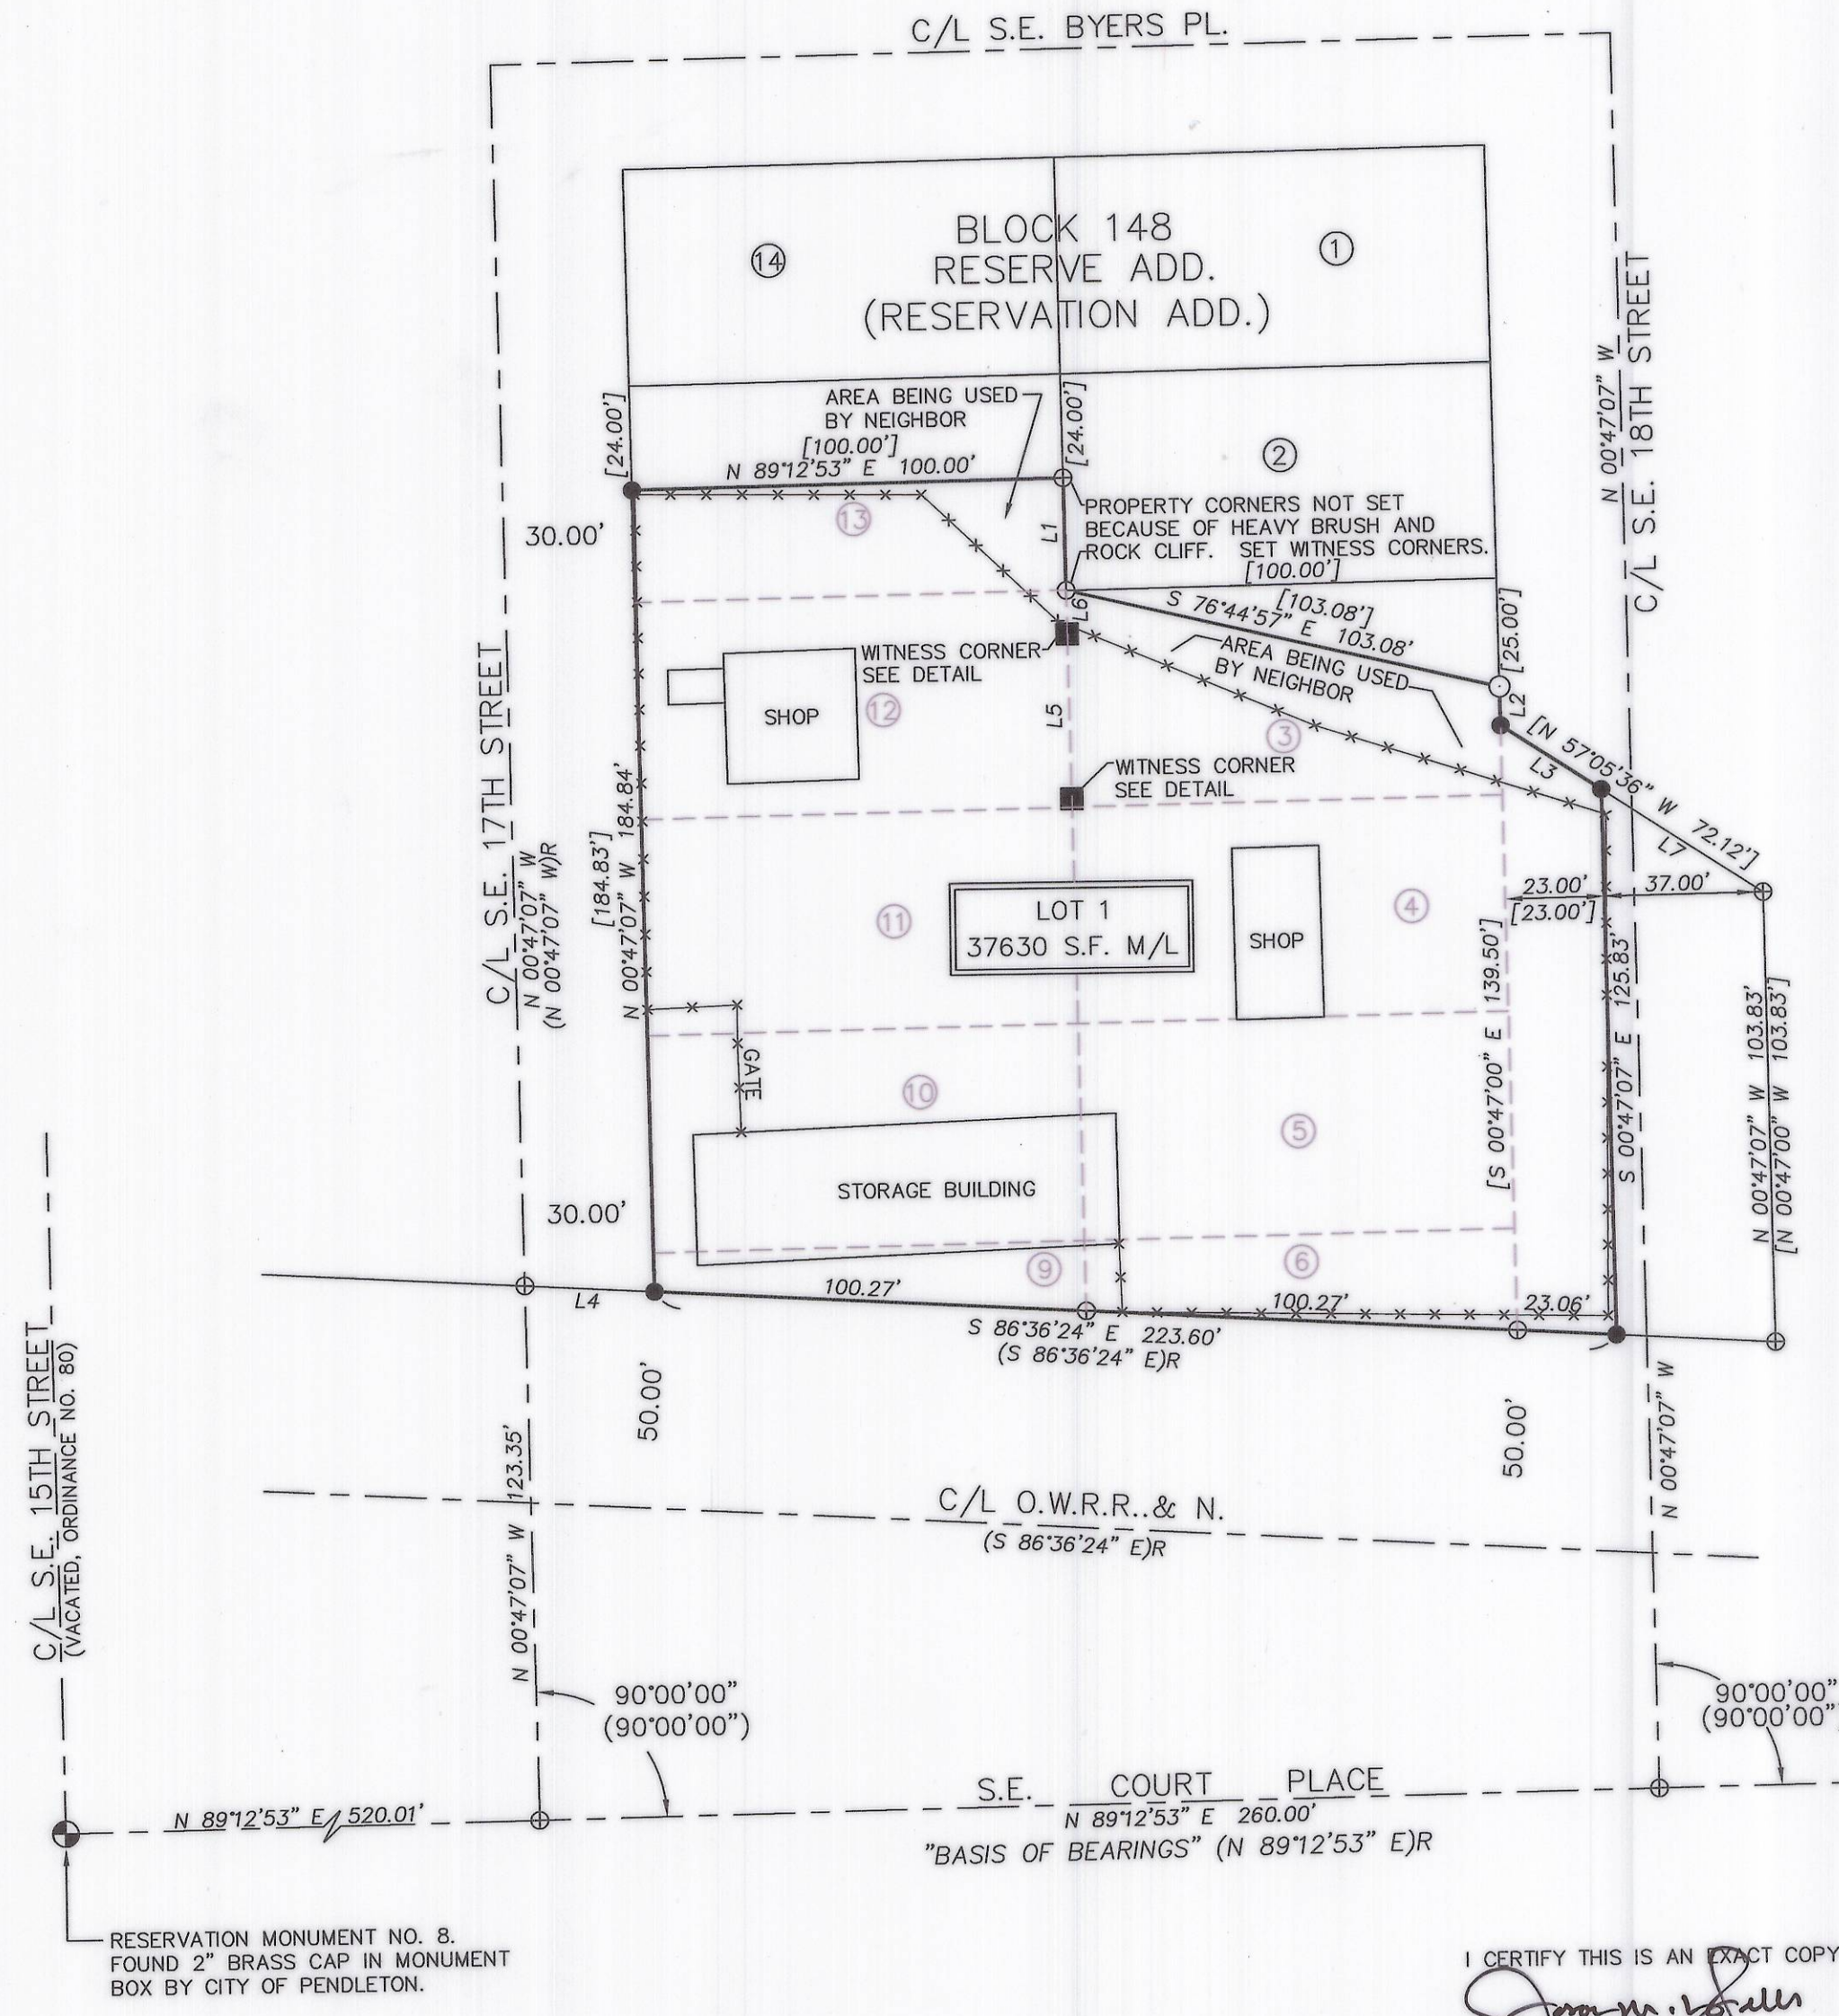 C/L S.E. BYERS PL.
BLOCK 148
RESERVE ADD.
(RESERVATION ADD.)
14
1
AREA BEING USED
BY NEIGHBOR
[24.00']
[100.00']
N 89°12'53" E 100.00'
[24.00']
2
13
30.00'
L1
PROPERTY CORNERS NOT SET
BECAUSE OF HEAVY BRUSH AND
ROCK CLIFF. SET WITNESS CORNERS.
[100.00']
[103.08']
S 76°44'57" E 103.08'
L6
[25.00']
N 00°47'07" W
C/L S.E. 18TH STREET
AREA BEING USED
BY NEIGHBOR
WITNESS CORNER
SEE DETAIL
SHOP
12
L5
3
L2
[N 57°05'36" W 72.12']
L3
L7
WITNESS CORNER
SEE DETAIL
C/L S.E. 17TH STREET
N 00°47'07" W
(N 00°47'07" W)R
[184.83']
N 00°47'07" W 184.84'
11
LOT 1
37630 S.F. M/L
SHOP
4
23.00'
[23.00']
37.00'
[S 00°47'00" E 139.50']
S 00°47'07" E 125.83'
N 00°47'07" W 103.83'
[N 00°47'00" W 103.83']
GATE
10
5
STORAGE BUILDING
30.00'
9
6
L4
100.27'
100.27'
23.06'
S 86°36'24" E 223.60'
(S 86°36'24" E)R
50.00'
50.00'
C/L S.E. 15TH STREET
(VACATED, ORDINANCE NO. 80)
N 00°47'07" W 123.35'
N 00°47'07" W
C/L O.W.R.R. & N.
(S 86°36'24" E)R
90°00'00"
(90°00'00")
90°00'00"
(90°00'00"
S.E. COURT PLACE
N 89°12'53" E 520.01'
N 89°12'53" E 260.00'
"BASIS OF BEARINGS" (N 89°12'53" E)R
RESERVATION MONUMENT NO. 8.
FOUND 2" BRASS CAP IN MONUMENT
BOX BY CITY OF PENDLETON.
I CERTIFY THIS IS AN EXACT COPY